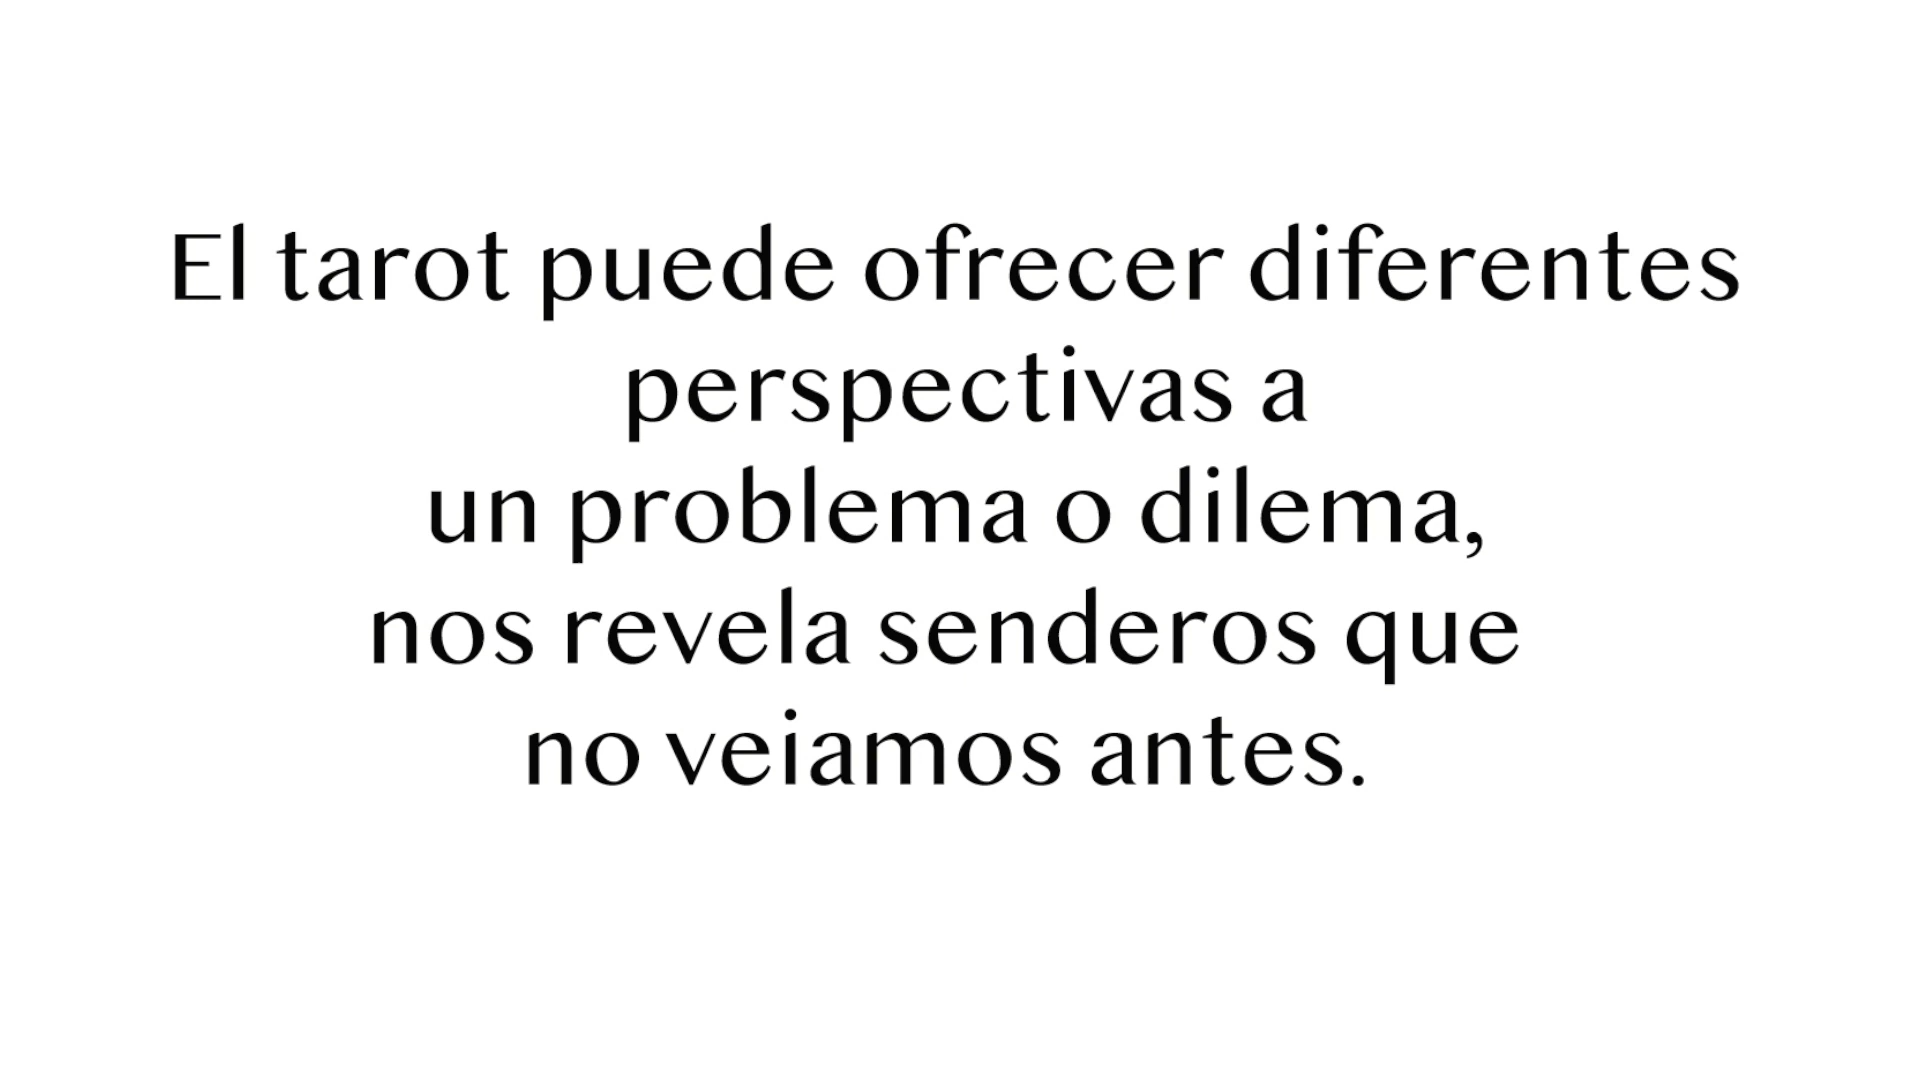 El tarot puede ofrecer diferentes
perspectivas a
un problema o dilema,
nos revela senderos que
no veiamos antes.